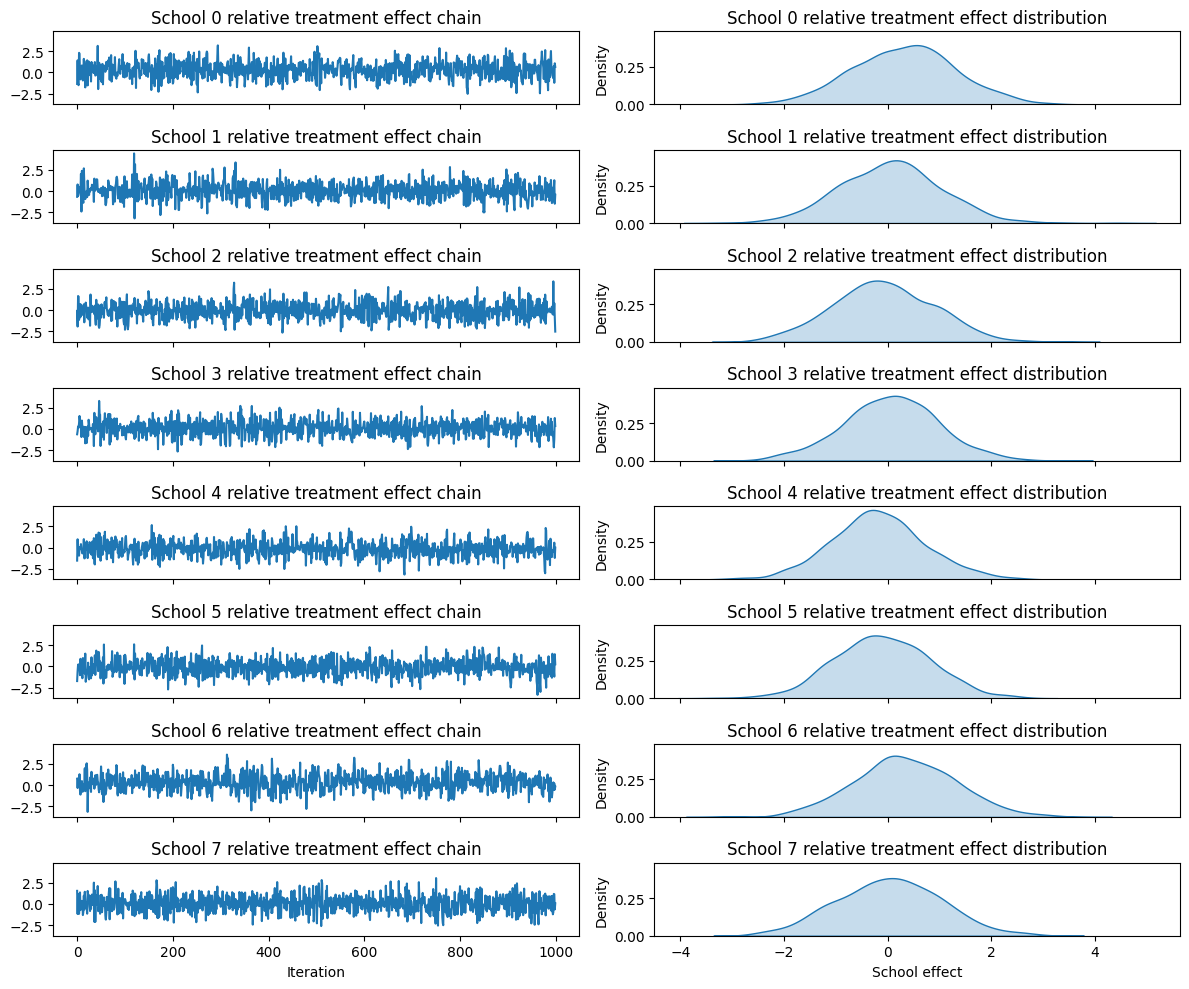 School 0 relative treatment effect chain
2.5
0.0
−2.5
School 0 relative treatment effect distribution
Density
0.25
0.00
School 1 relative treatment effect chain
2.5
0.0
−2.5
School 1 relative treatment effect distribution
Density
0.25
0.00
School 2 relative treatment effect chain
2.5
0.0
−2.5
School 2 relative treatment effect distribution
Density
0.25
0.00
School 3 relative treatment effect chain
2.5
0.0
−2.5
School 3 relative treatment effect distribution
Density
0.25
0.00
School 4 relative treatment effect chain
2.5
0.0
−2.5
School 4 relative treatment effect distribution
Density
0.25
0.00
School 5 relative treatment effect chain
2.5
0.0
−2.5
School 5 relative treatment effect distribution
Density
0.25
0.00
School 6 relative treatment effect chain
2.5
0.0
−2.5
School 6 relative treatment effect distribution
Density
0.25
0.00
School 7 relative treatment effect chain
2.5
0.0
−2.5
0 200 400 600 800 1000
Iteration
School 7 relative treatment effect distribution
Density
0.25
0.00
−4 −2 0 2 4
School effect